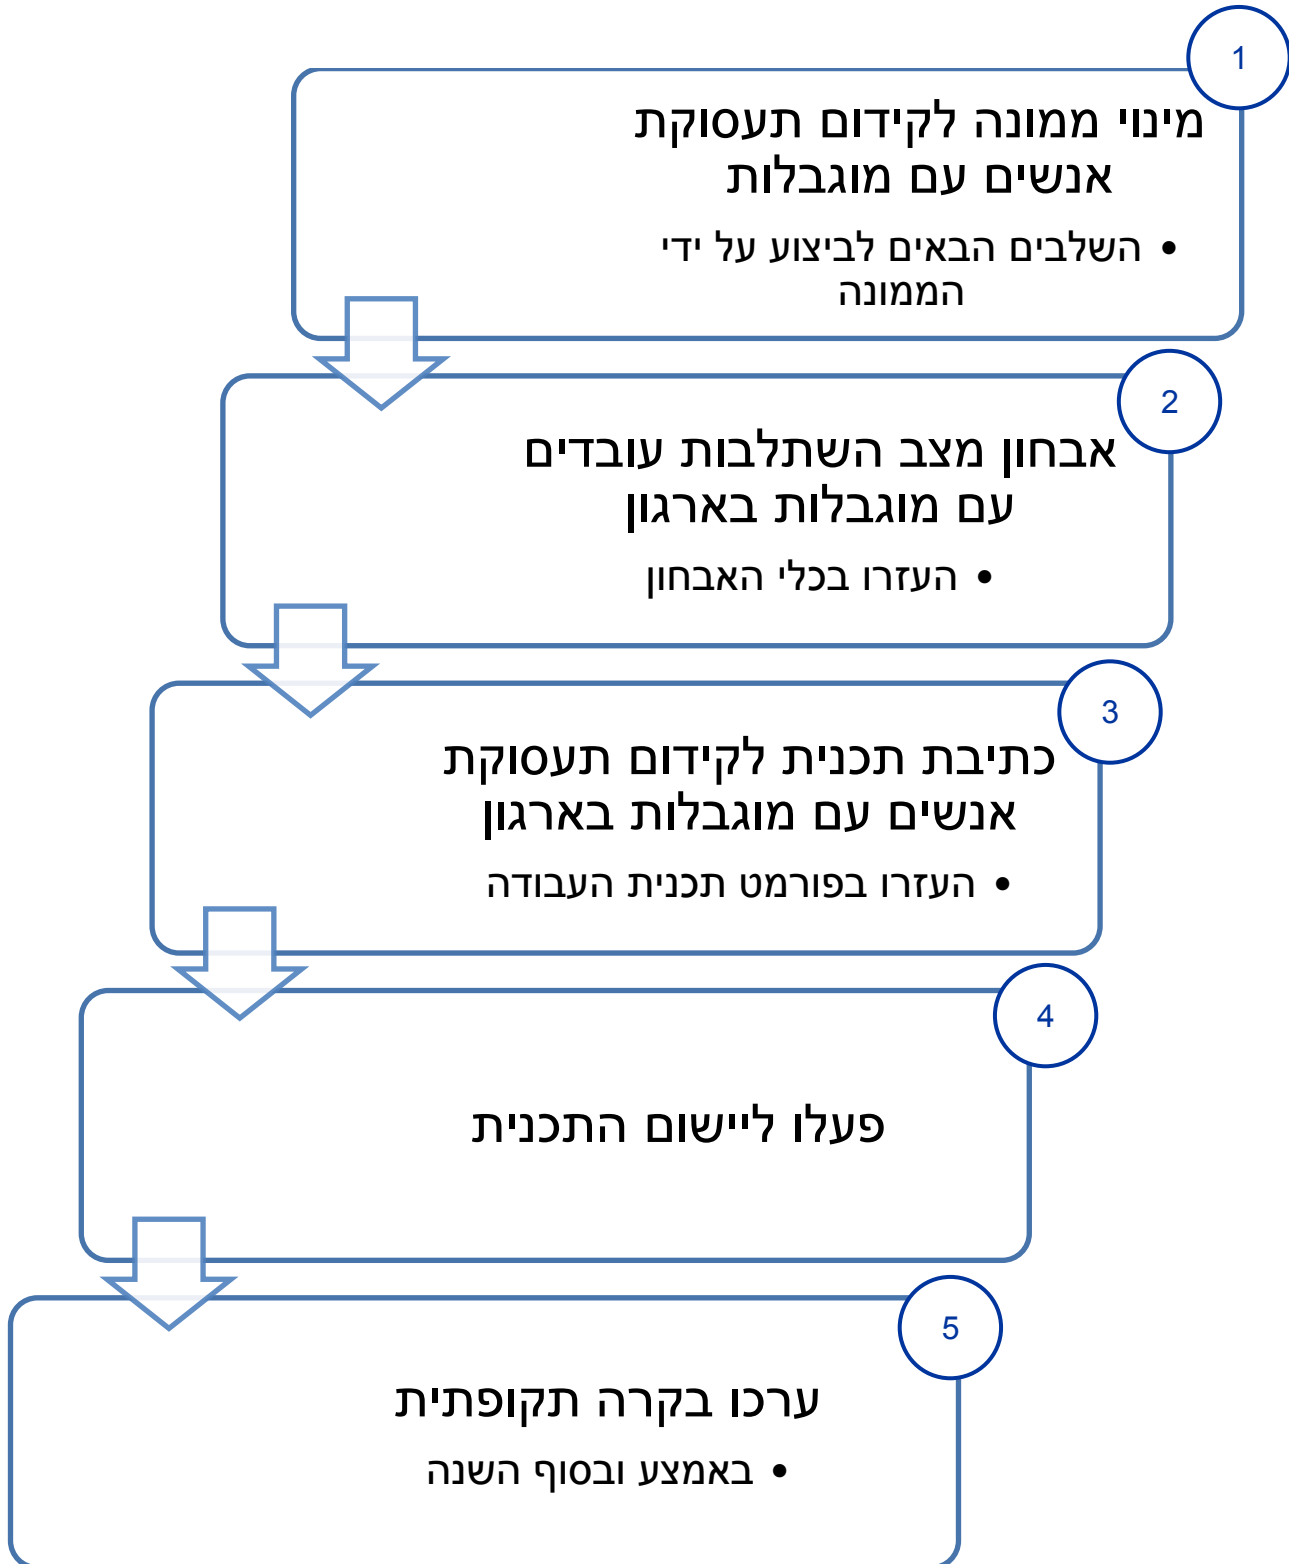 1
מינוי ממונה לקידום תעסוקת
אנשים עם מוגבלות
• השלבים הבאים לביצוע על ידי
הממונה
2
אבחון מצב השתלבות עובדים
עם מוגבלות בארגון
• העזרו בכלי האבחון
3
כתיבת תכנית לקידום תעסוקת
אנשים עם מוגבלות בארגון
• העזרו בפורמט תכנית העבודה
4
פעלו ליישום התכנית
5
ערכו בקרה תקופתית
• באמצע ובסוף השנה